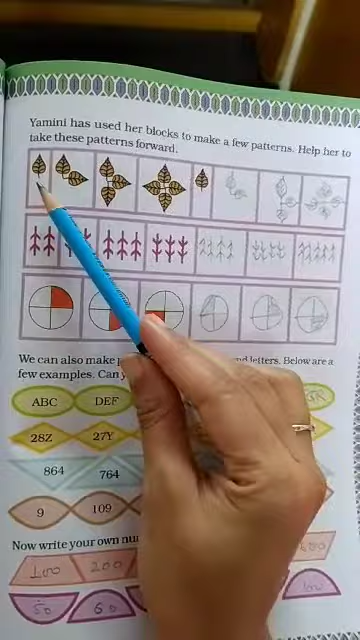 Yamini has used her blocks to make a few patterns. Help her to
take these patterns forward.
We can also make and letters. Below are a
few examples. Can
ABC DEF GR
28Z 27Y
864 764
9 109
Now write your own
100 200
50 60